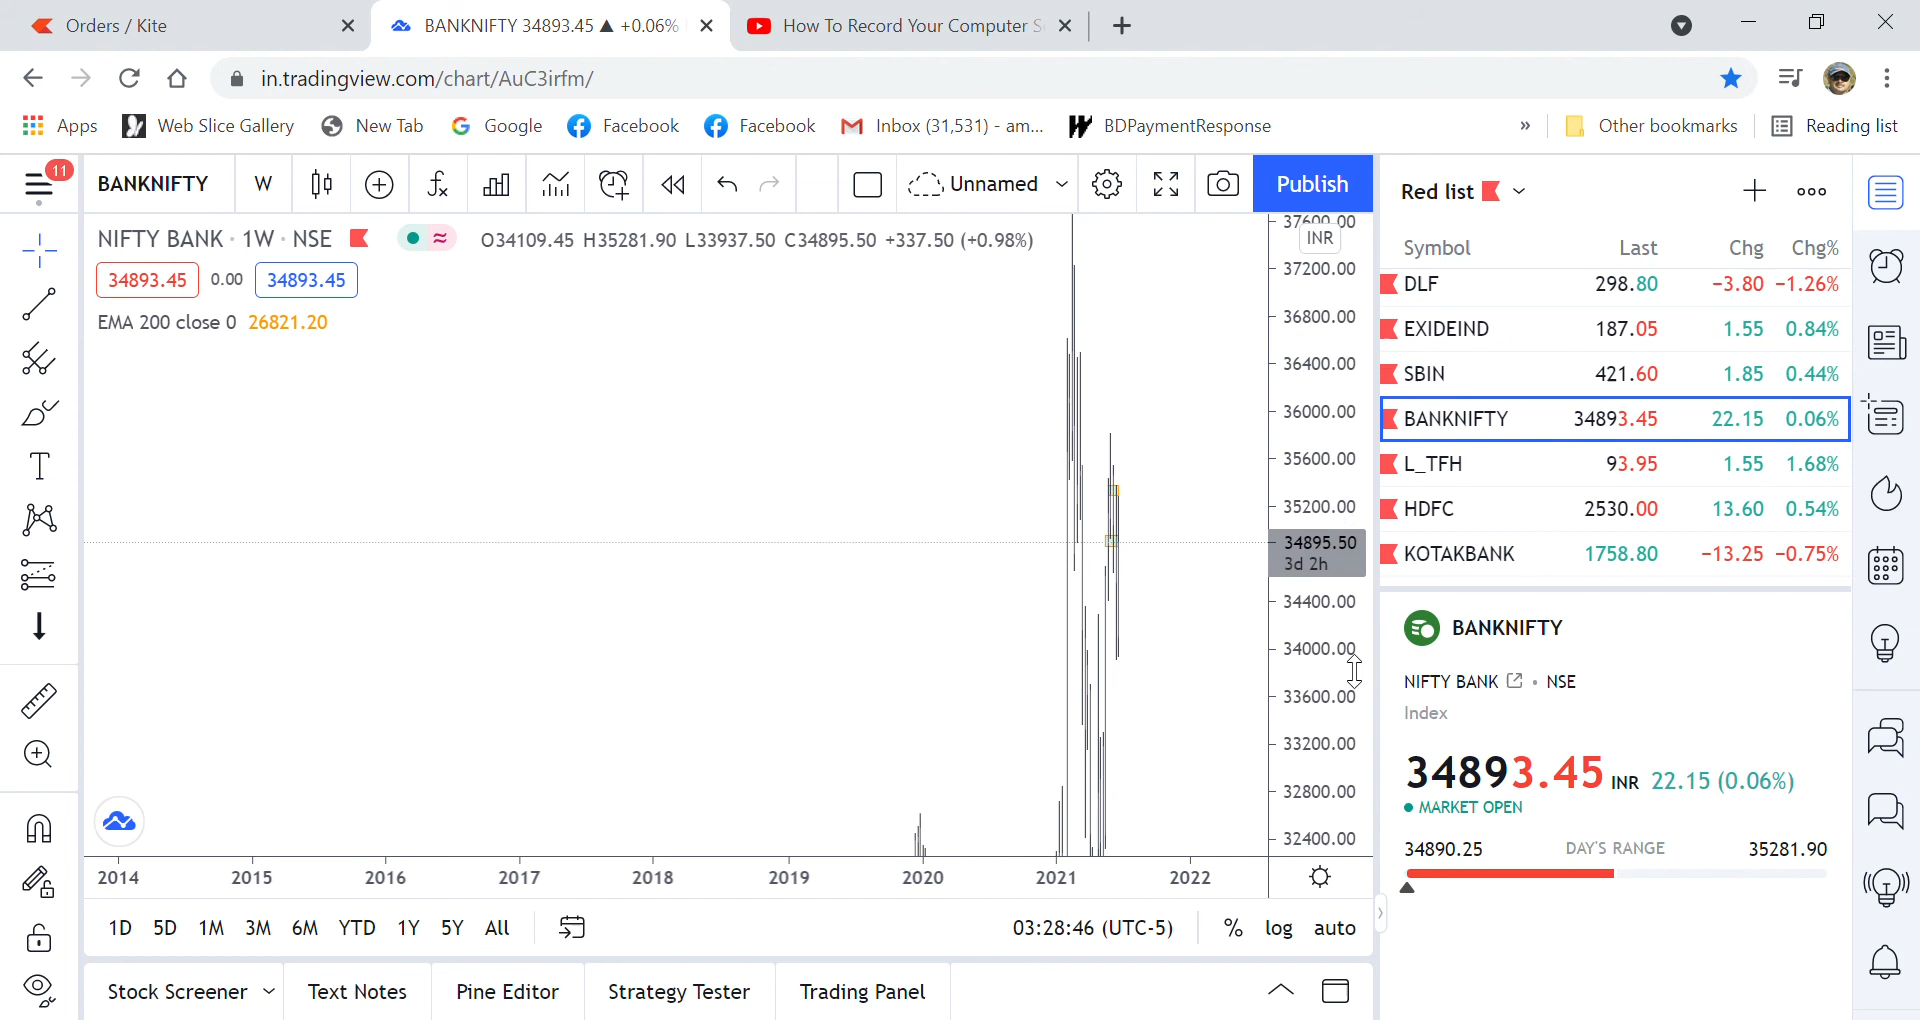 Orders / Kite
BANKNIFTY 34893.45 ▲ +0.06%
How To Record Your Computer S
in.tradingview.com/chart/AuC3irfm/
Apps
Web Slice Gallery
New Tab
Google
Facebook
Facebook
Inbox (31,531) - am...
BDPaymentResponse
»
Other bookmarks
Reading list
11
BANKNIFTY
W
Unnamed
Publish
NIFTY BANK · 1W · NSE
O34109.45 H35281.90 L33937.50 C34895.50 +337.50 (+0.98%)
34893.45
0.00
34893.45
EMA 200 close 0 26821.20
37600.00
INR
37200.00
36800.00
36400.00
36000.00
35600.00
35200.00
34895.50
3d 2h
34400.00
34000.00
33600.00
33200.00
32800.00
32400.00
2014
2015
2016
2017
2018
2019
2020
2021
2022
1D 5D 1M 3M 6M YTD 1Y 5Y All
03:28:46 (UTC-5)
% log auto
Stock Screener
Text Notes
Pine Editor
Strategy Tester
Trading Panel
Red list
Symbol Last Chg Chg%
DLF 298.80 −3.80 −1.26%
EXIDEIND 187.05 1.55 0.84%
SBIN 421.60 1.85 0.44%
BANKNIFTY 34893.45 22.15 0.06%
L_TFH 93.95 1.55 1.68%
HDFC 2530.00 13.60 0.54%
KOTAKBANK 1758.80 −13.25 −0.75%
BANKNIFTY
NIFTY BANK • NSE
Index
34893.45 INR 22.15 (0.06%)
MARKET OPEN
34890.25 DAY'S RANGE 35281.90